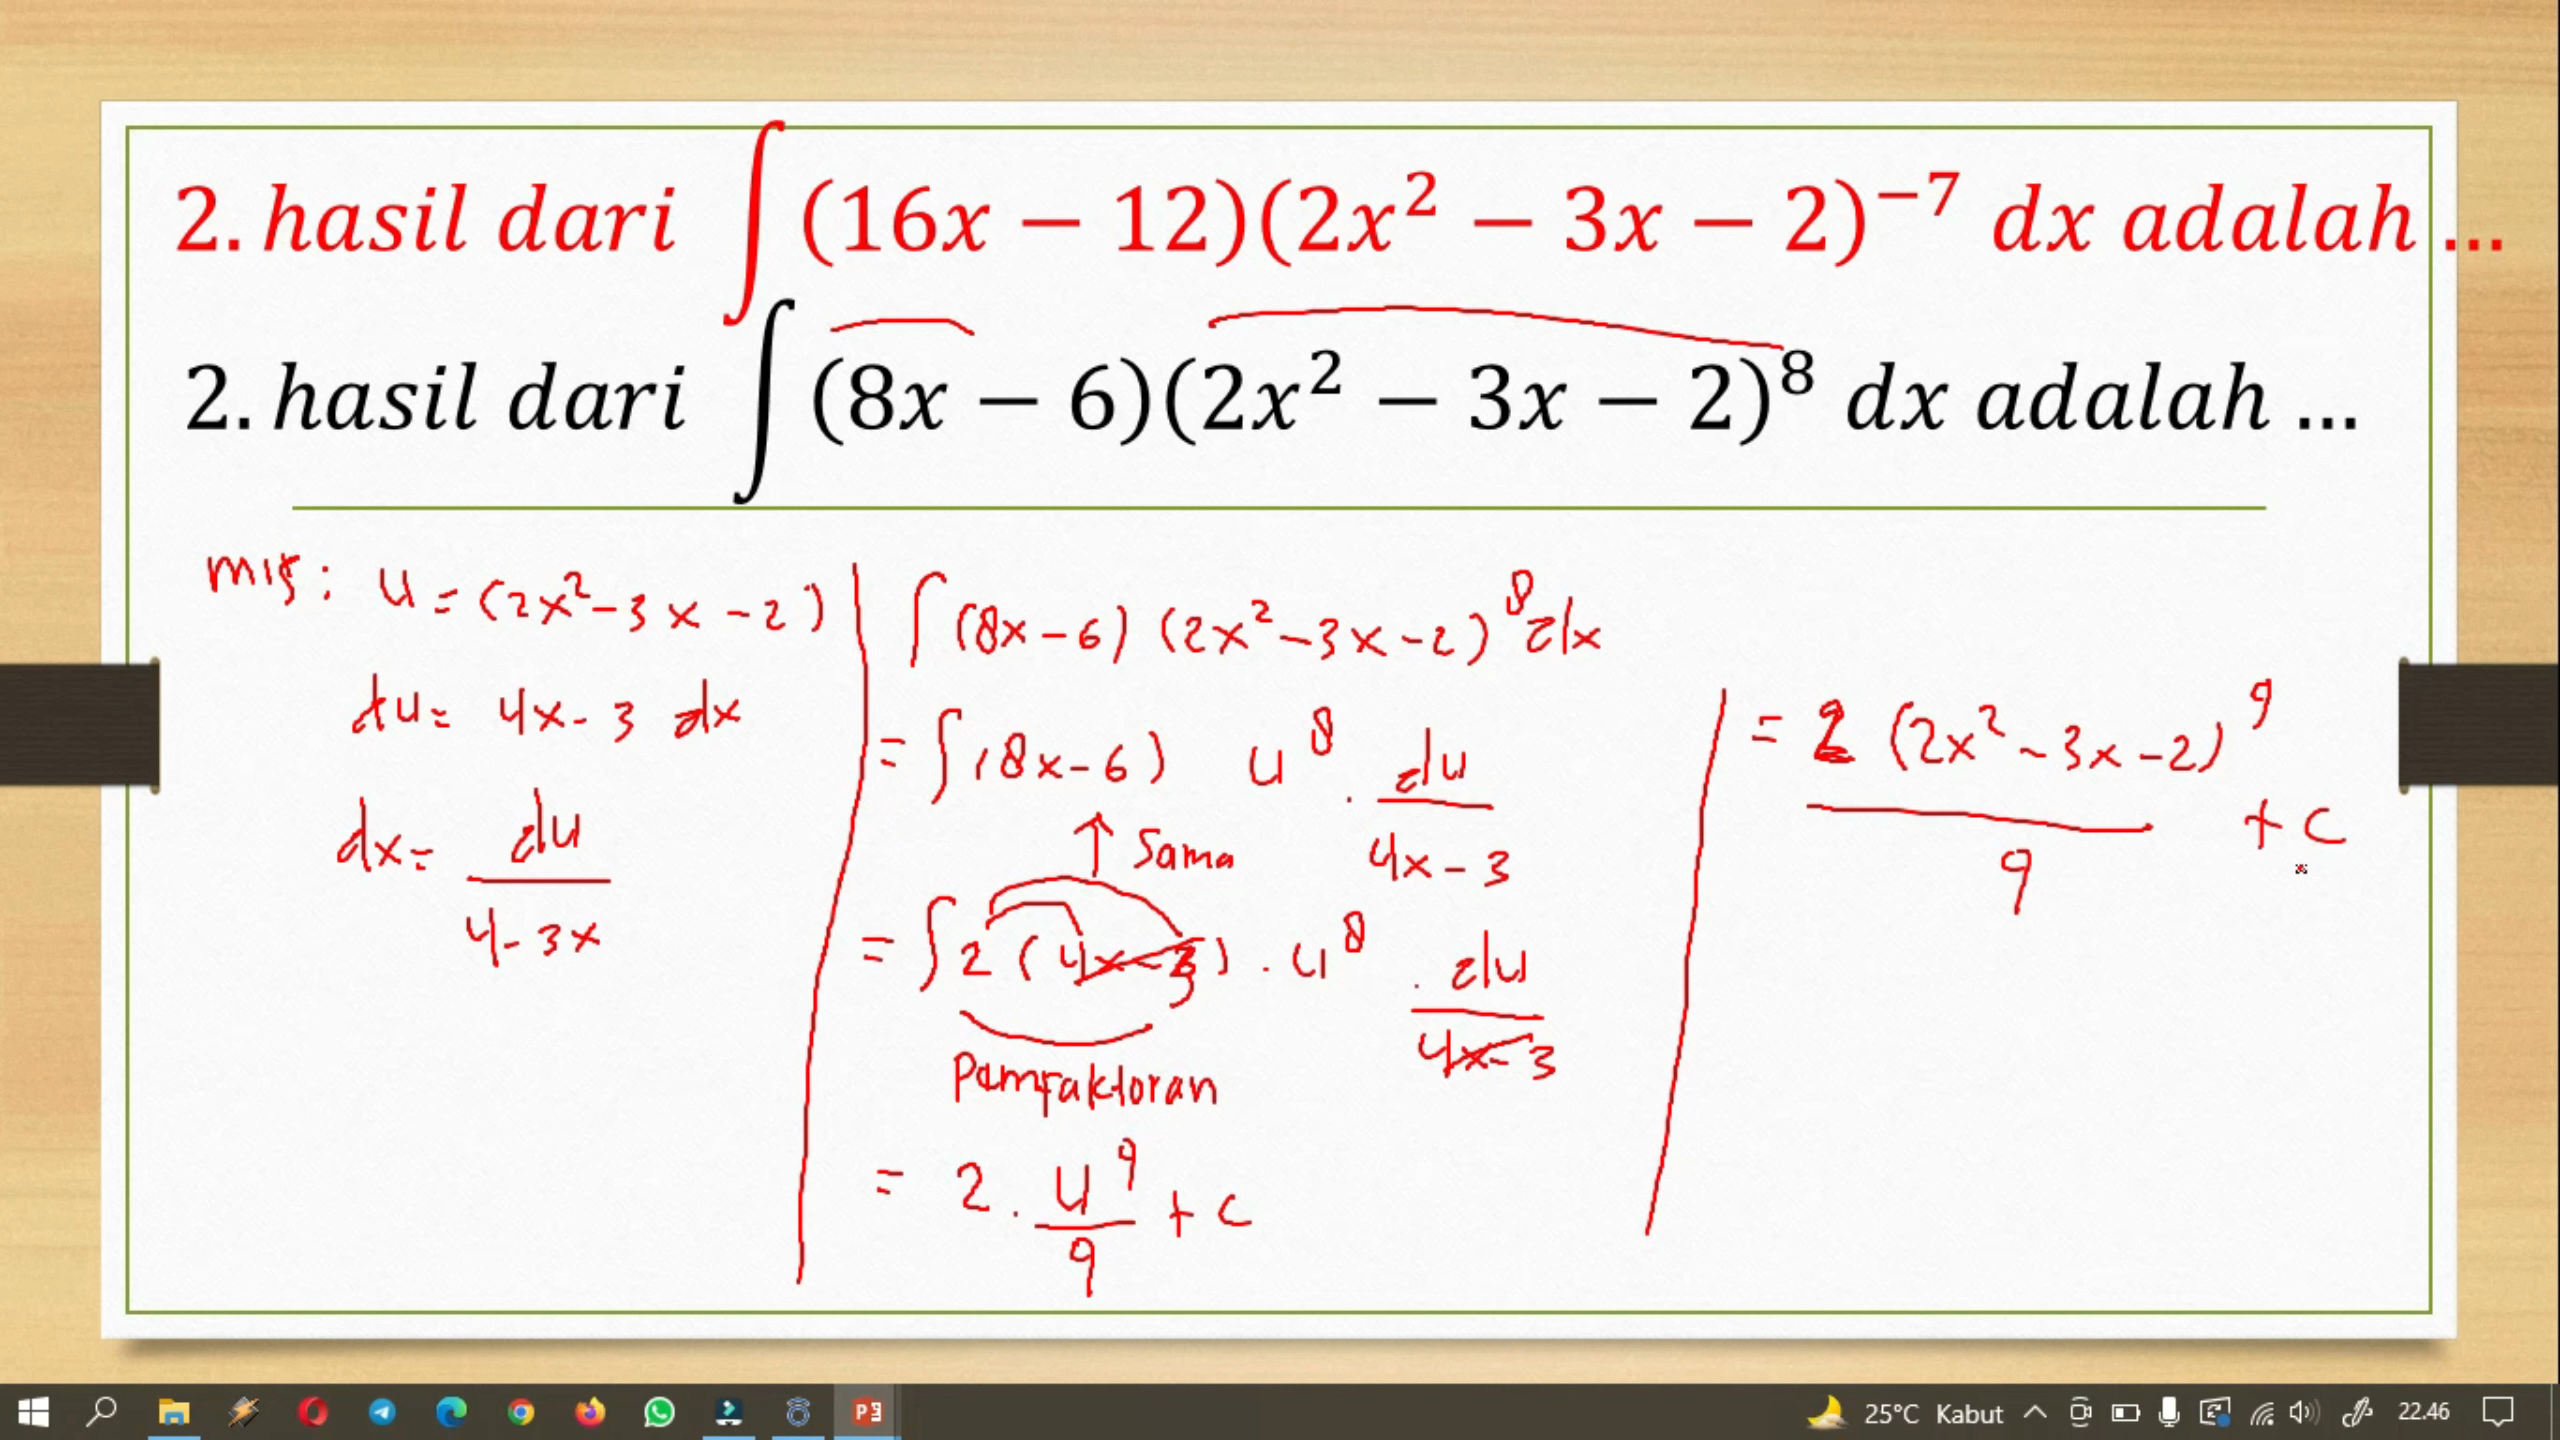 2. hasil dari ∫(16x − 12)(2x² − 3x − 2)⁻⁷ dx adalah ...
2. hasil dari ∫(8x − 6)(2x² − 3x − 2)⁸ dx adalah ...
mis: u = (2x² - 3x - 2)
du = 4x - 3 dx
dx = du / 4 - 3x
∫(8x - 6) (2x² - 3x - 2)⁸ dx
= ∫(8x - 6) u⁸ . du / 4x - 3
↑ Sama
= ∫ 2 (4x - 3) . u⁸ . du / 4x - 3
Pemfaktoran
= 2 . u⁹ / 9 + c
= 2 (2x² - 3x - 2)⁹ / 9 + c
25°C Kabut
22.46